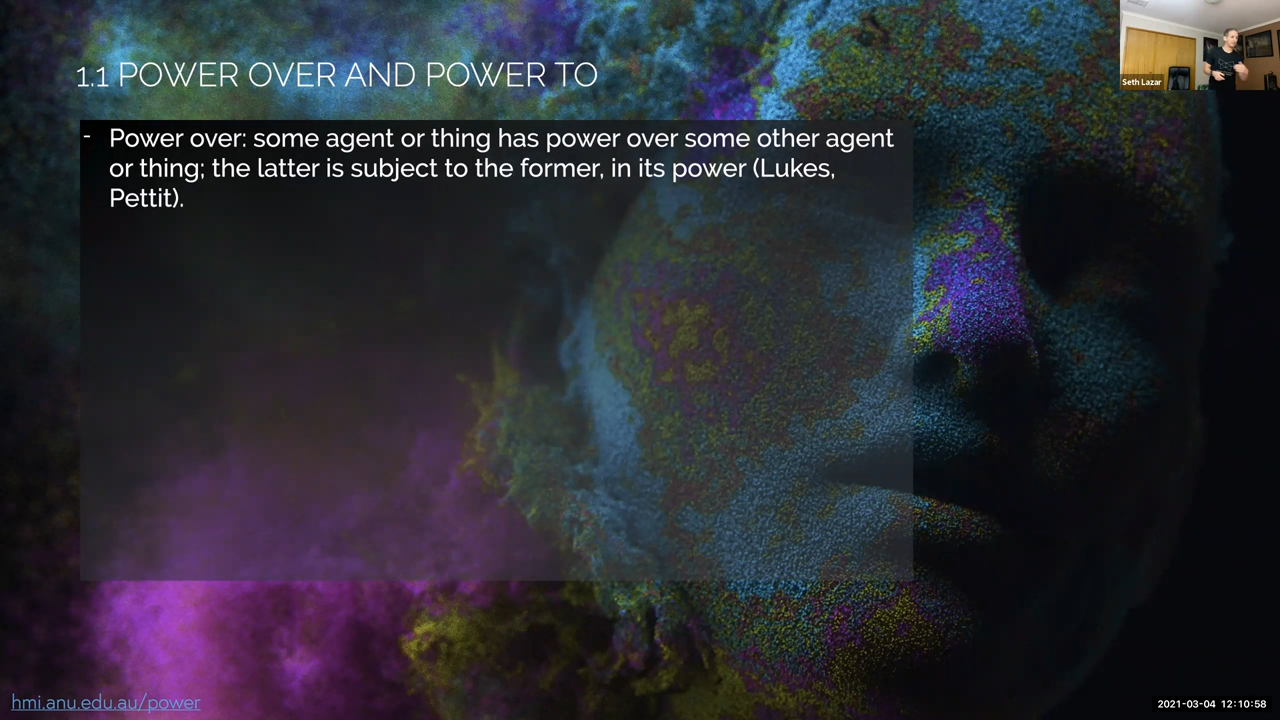 1.1 POWER OVER AND POWER TO
- Power over: some agent or thing has power over some other agent
or thing; the latter is subject to the former, in its power (Lukes,
Pettit).
Seth Lazar
hmi.anu.edu.au/power
2021-03-04 12:10:58